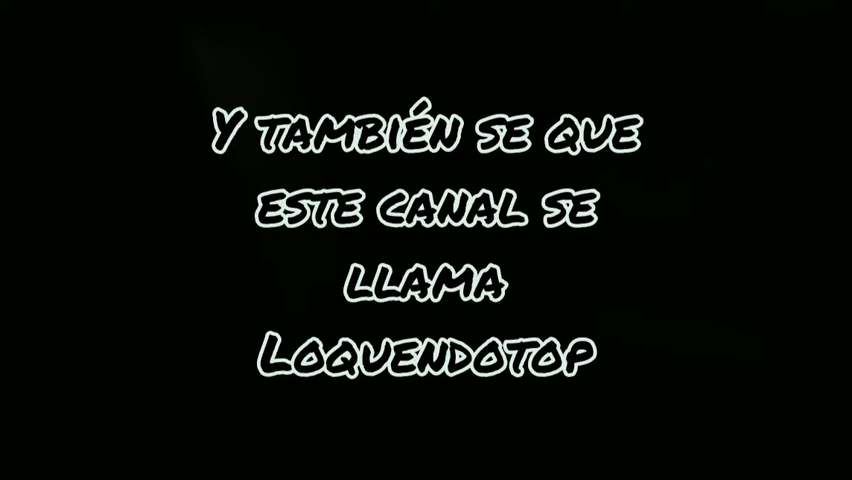 Y también se que
este canal se
llama
Loquendotop